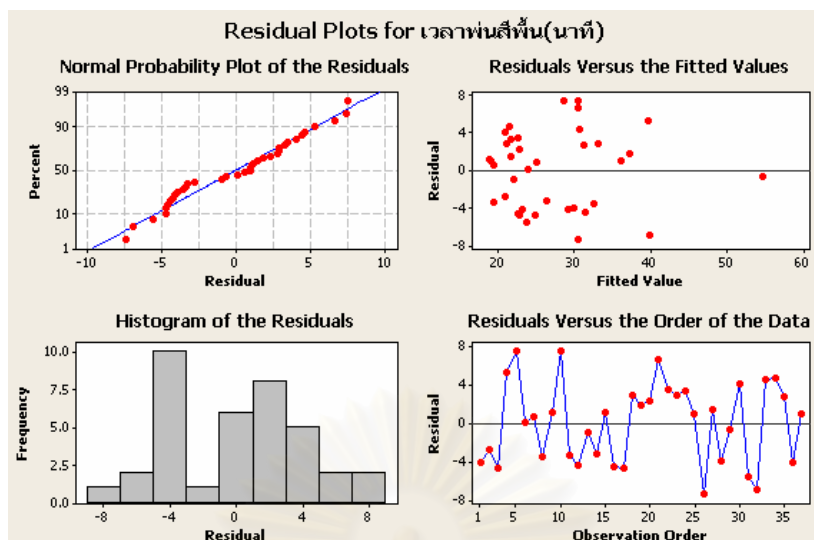 Residual Plots for เวลาพ่นสีพื้น(นาที)
Normal Probability Plot of the Residuals
99
90
50
10
1
Percent
-10 -5 0 5 10
Residual
Residuals Versus the Fitted Values
8
4
0
-4
-8
Residual
20 30 40 50 60
Fitted Value
Histogram of the Residuals
10.0
7.5
5.0
2.5
0.0
Frequency
-8 -4 0 4 8
Residual
Residuals Versus the Order of the Data
8
4
0
-4
-8
Residual
1 5 10 15 20 25 30 35
Observation Order